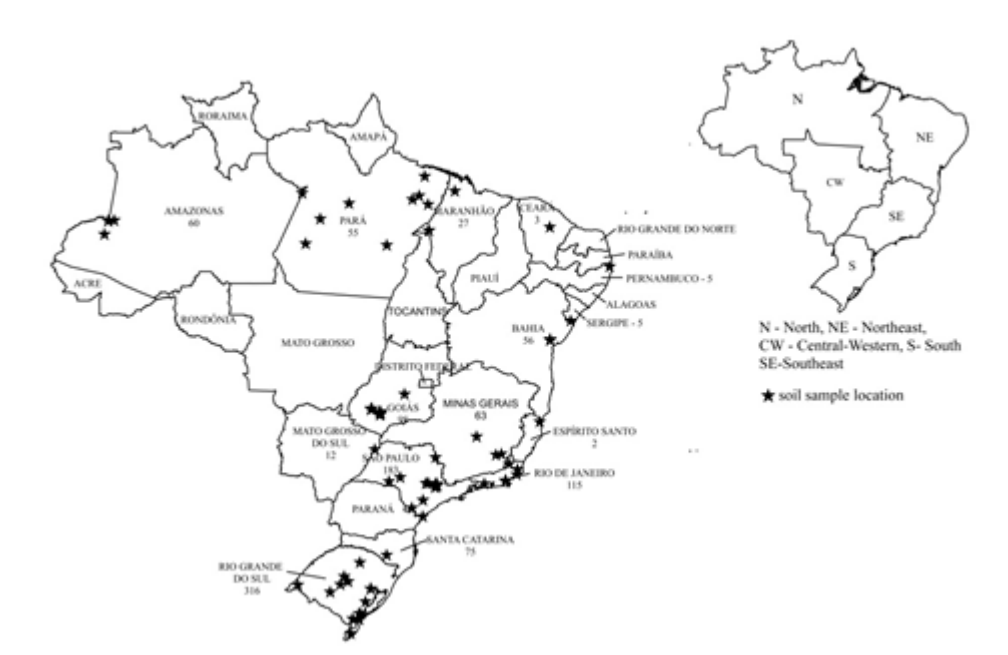 RORAIMA
AMAPÁ
AMAZONAS
60
PARÁ
55
MARANHÃO
27
CEARÁ
3
RIO GRANDE DO NORTE
PARAÍBA
PERNAMBUCO - 5
ALAGOAS
SERGIPE - 5
PIAUÍ
ACRE
RONDÔNIA
TOCANTINS
BAHIA
56
MATO GROSSO
DISTRITO FEDERAL
GOIÁS
MINAS GERAIS
63
ESPÍRITO SANTO
2
MATO GROSSO
DO SUL
12
SÃO PAULO
183
RIO DE JANEIRO
115
PARANÁ
SANTA CATARINA
75
RIO GRANDE
DO SUL
316
N
NE
CW
SE
S
N - North, NE - Northeast,
CW - Central-Western, S- South
SE-Southeast
soil sample location